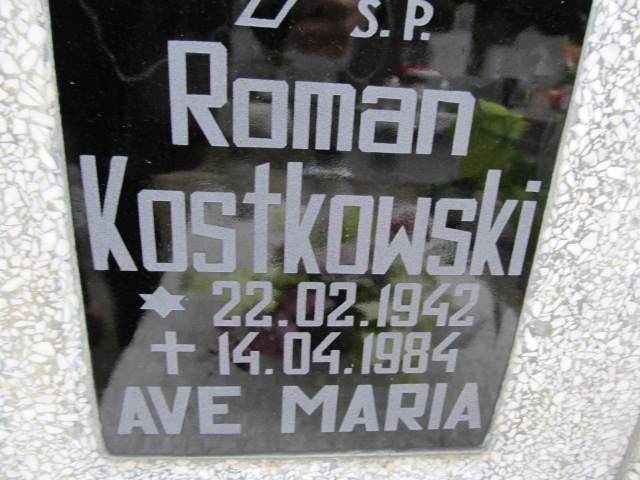 S.P.
Roman
Kostkowski
✶ 22.02.1942
✝ 14.04.1984
AVE MARIA